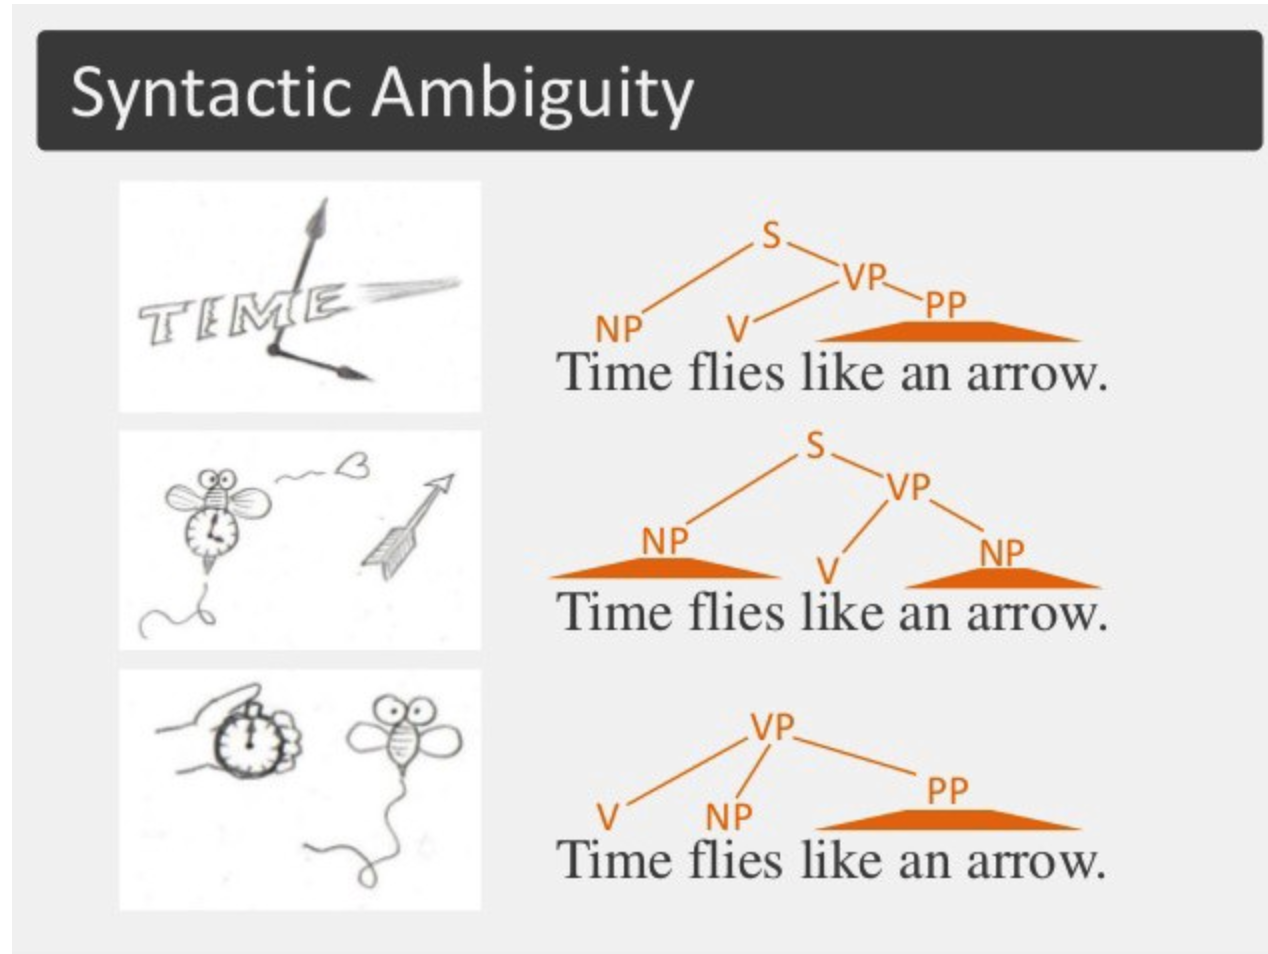 Syntactic Ambiguity
TIME
S
VP
PP
NP V
Time flies like an arrow.
S
VP
NP NP
V
Time flies like an arrow.
VP
PP
V NP
Time flies like an arrow.